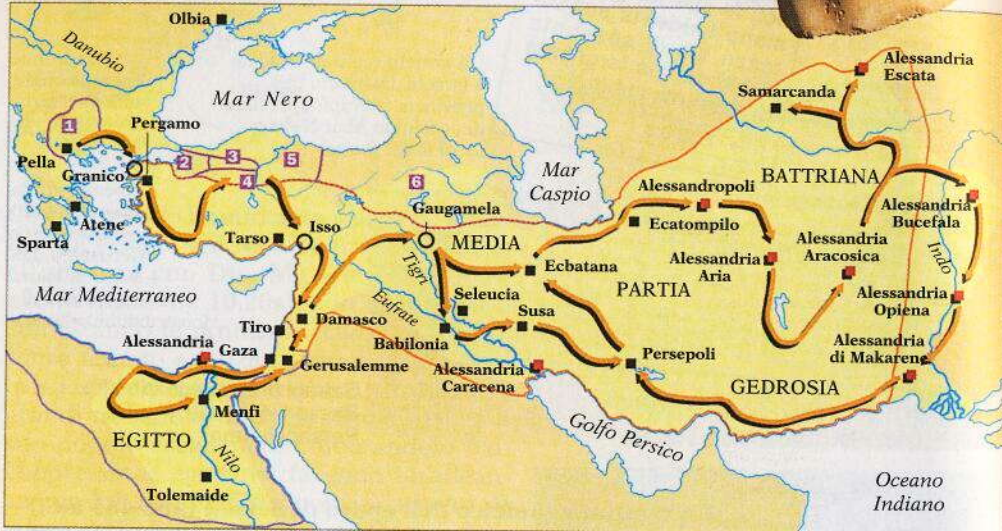 Olbia
Danubio
Mar Nero
Pergamo
1
2
3
4
5
6
Pella
Granico
Atene
Sparta
Tarso
Isso
Gaugamela
Mar
Caspio
Samarcanda
Alessandria
Escata
BATTRIANA
Alessandria
Bucefala
Alessandropoli
Ecatompilo
MEDIA
Ecbatana
PARTIA
Alessandria
Aria
Alessandria
Aracosica
Indo
Alessandria
Opiena
Alessandria
di Makarene
Mar Mediterraneo
Tigri
Eufrate
Seleucia
Susa
Babilonia
Damasco
Tiro
Alessandria
Gaza
Gerusalemme
Alessandria
Caracena
Persepoli
GEDROSIA
Golfo Persico
Menfi
EGITTO
Nilo
Tolemaide
Oceano
Indiano